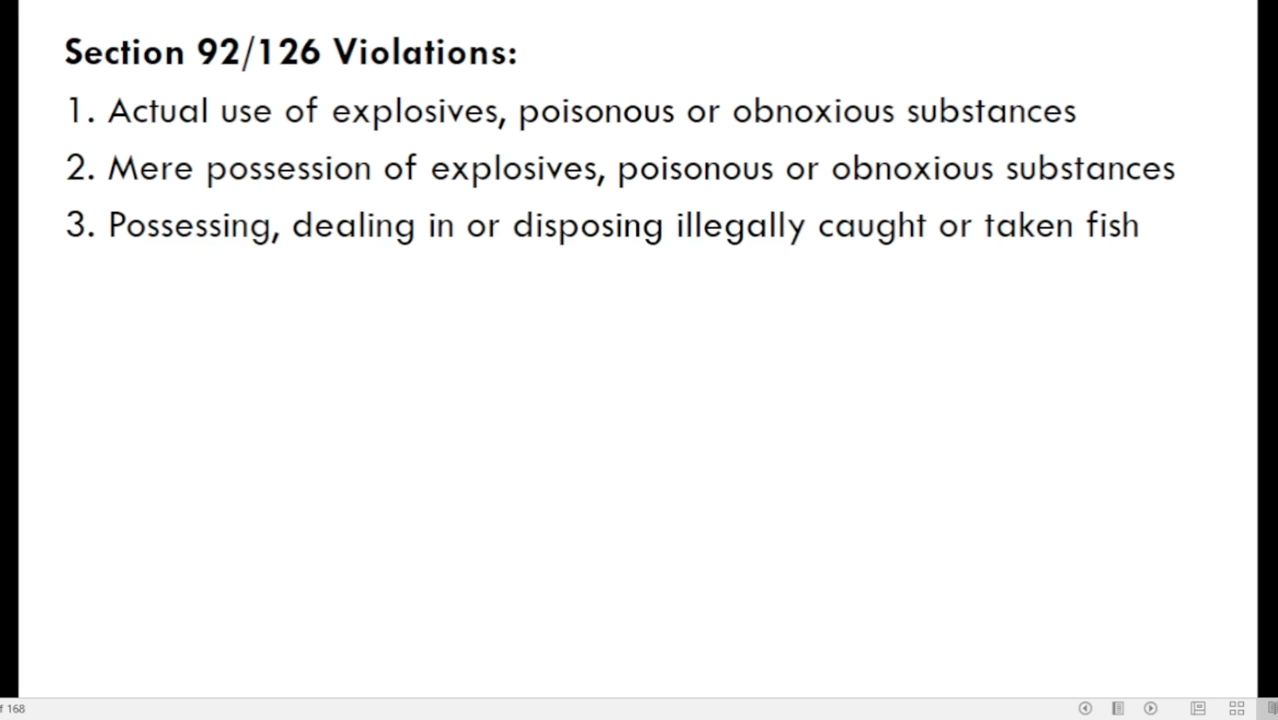 Section 92/126 Violations:
1. Actual use of explosives, poisonous or obnoxious substances
2. Mere possession of explosives, poisonous or obnoxious substances
3. Possessing, dealing in or disposing illegally caught or taken fish
f 168